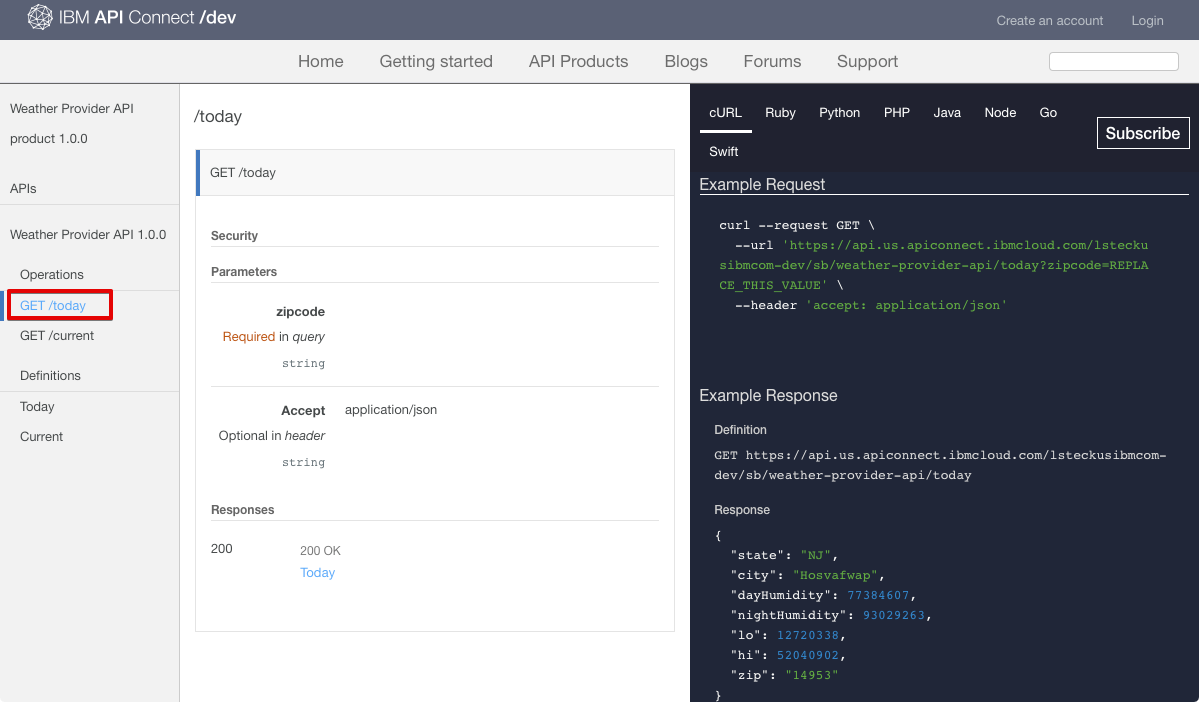 IBM API Connect /dev
Create an account
Login
Home
Getting started
API Products
Blogs
Forums
Support
Weather Provider API
product 1.0.0
APIs
Weather Provider API 1.0.0
Operations
GET /today
GET /current
Definitions
Today
Current
/today
GET /today
Security
Parameters
zipcode
Required in query
string
Accept application/json
Optional in header
string
Responses
200 200 OK
Today
cURL Ruby Python PHP Java Node Go
Swift
Subscribe
Example Request
curl --request GET \
--url 'https://api.us.apiconnect.ibmcloud.com/lstecku
sibmcom-dev/sb/weather-provider-api/today?zipcode=REPLA
CE_THIS_VALUE' \
--header 'accept: application/json'
Example Response
Definition
GET https://api.us.apiconnect.ibmcloud.com/lsteckusibmcom-
dev/sb/weather-provider-api/today
Response
{
"state": "NJ",
"city": "Hosvafwap",
"dayHumidity": 77384607,
"nightHumidity": 93029263,
"lo": 12720338,
"hi": 52040902,
"zip": "14953"
}